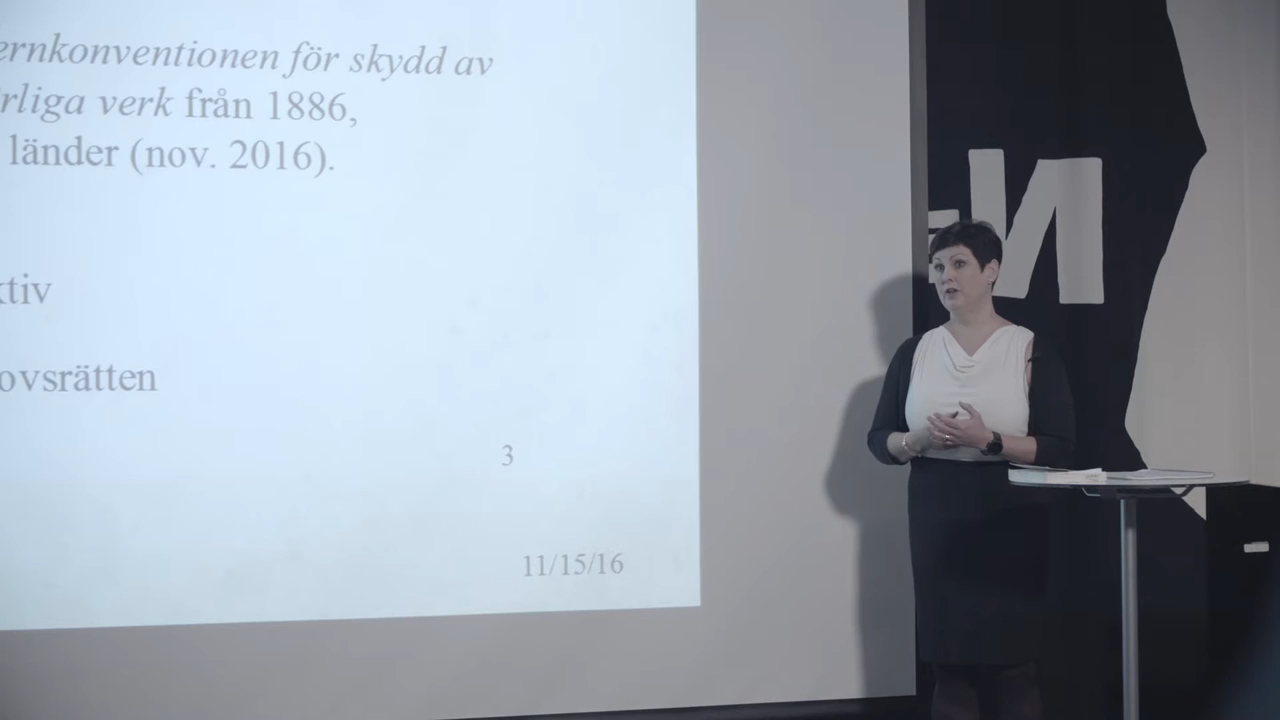 ernkonventionen för skydd av
rliga verk från 1886,
länder (nov. 2016).
ktiv
ovsrätten
3
11/15/16
N